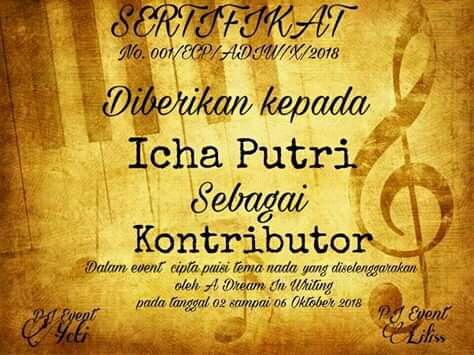 SERTIFIKAT
No. 001/ECP/ADIW/X/2018
Diberikan kepada
Icha Putri
Sebagai
Kontributor
Dalam event cipta puisi tema nada yang diselenggarakan
oleh A Dream In Writing
pada tanggal 02 sampai 06 Oktober 2018
PJ Event
PJ Event
Liliss